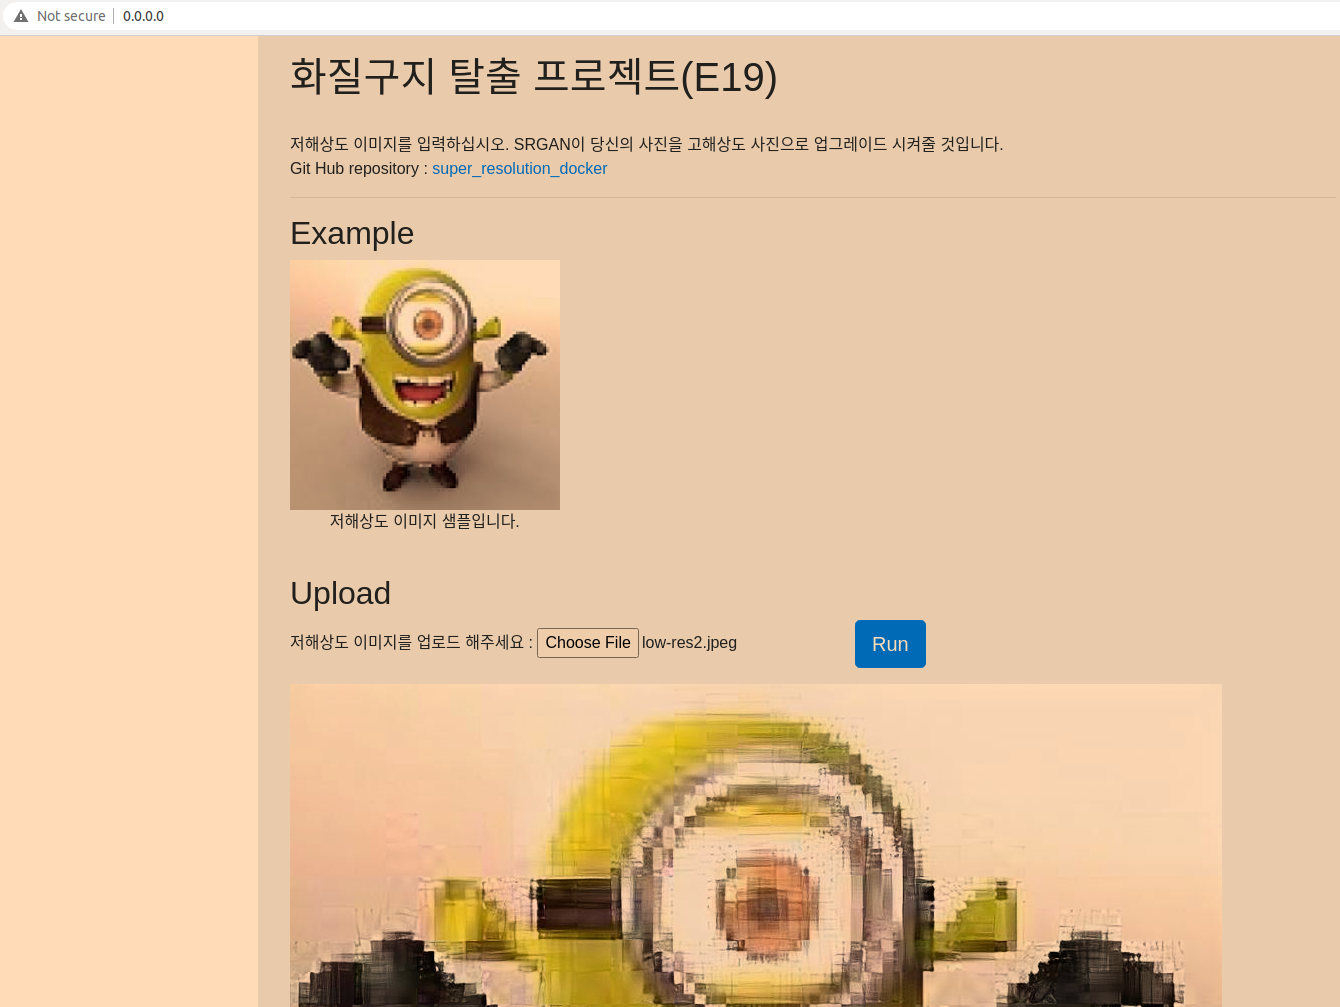 Not secure
0.0.0.0
화질구지 탈출 프로젝트(E19)
저해상도 이미지를 입력하십시오. SRGAN이 당신의 사진을 고해상도 사진으로 업그레이드 시켜줄 것입니다.
Git Hub repository : super_resolution_docker
Example
저해상도 이미지 샘플입니다.
Upload
저해상도 이미지를 업로드 해주세요 : Choose File low-res2.jpeg
Run